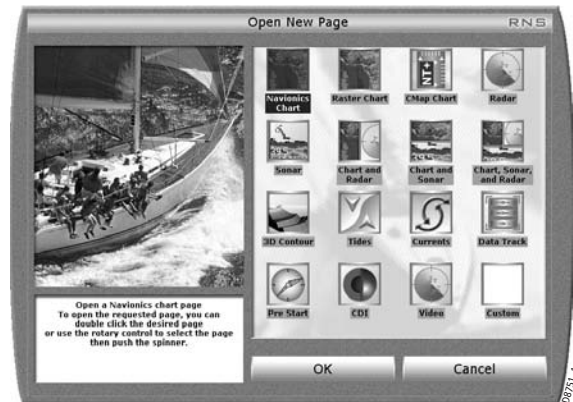 Open New Page
RNS
Navionics Chart
Raster Chart
NT+
CMap Chart
Radar
Sonar
Chart and Radar
Chart and Sonar
Chart, Sonar, and Radar
3D Contour
Tides
Currents
Data Track
Pre Start
CDI
Video
Custom
Open a Navionics chart page
To open the requested page, you can
double click the desired page
or use the rotary control to select the page
then push the spinner.
OK
Cancel
D8751_1